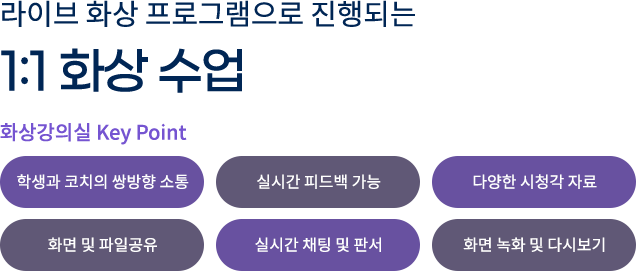 라이브 화상 프로그램으로 진행되는
1:1 화상 수업
화상강의실 Key Point
학생과 코치의 쌍방향 소통
실시간 피드백 가능
다양한 시청각 자료
화면 및 파일공유
실시간 채팅 및 판서
화면 녹화 및 다시보기